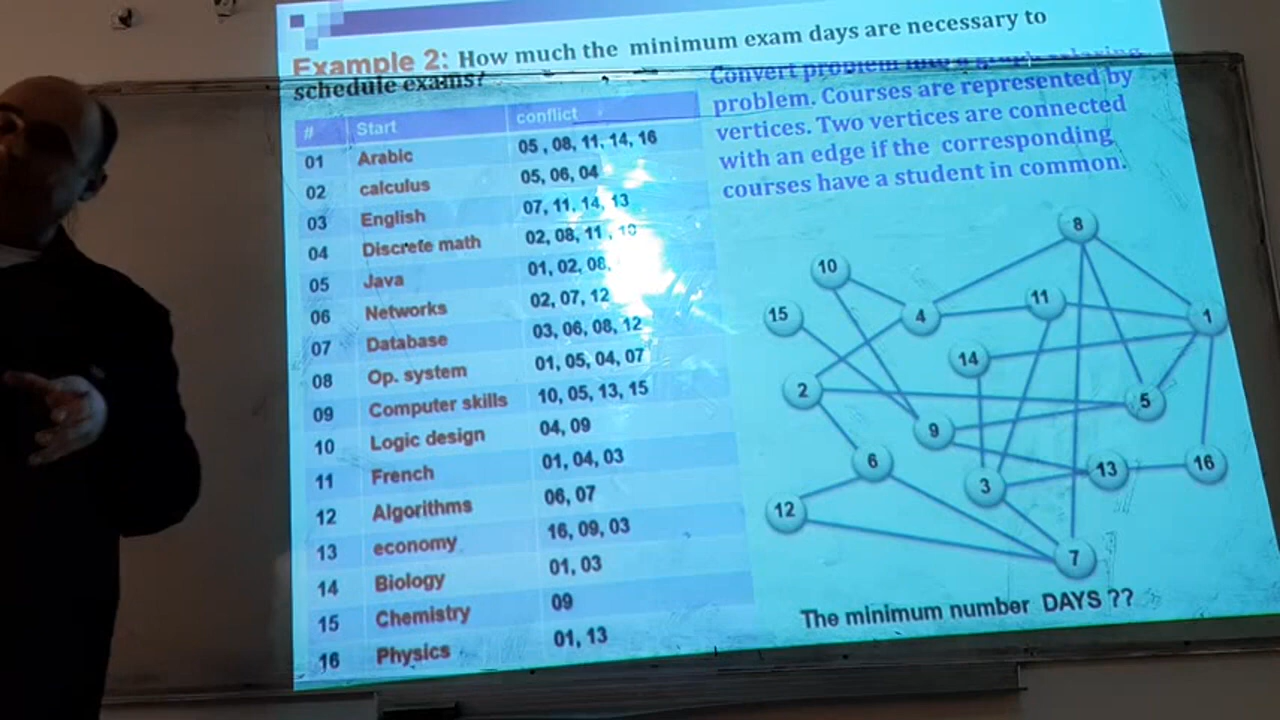 Example 2: How much the minimum exam days are necessary to
schedule exams?
Convert problem into a graph coloring
problem. Courses are represented by
vertices. Two vertices are connected
with an edge if the corresponding
courses have a student in common.
# Start conflict
01 Arabic 05 , 08, 11, 14, 16
02 calculus 05, 06, 04
03 English 07, 11, 14, 13
04 Discrete math 02, 08, 11 , 10
05 Java 01, 02, 08,
06 Networks 02, 07, 12
07 Database 03, 06, 08, 12
08 Op. system 01, 05, 04, 07
09 Computer skills 10, 05, 13, 15
10 Logic design 04, 09
11 French 01, 04, 03
12 Algorithms 06, 07
13 economy 16, 09, 03
14 Biology 01, 03
15 Chemistry 09
16 Physics 01, 13
8
10
11
15
4
1
14
2
5
9
6
13
16
3
12
7
The minimum number DAYS ??